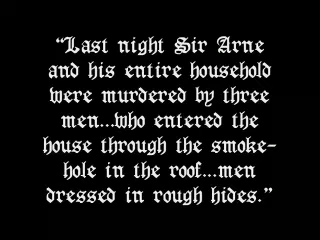 “Last night Sir Arne
and his entire household
were murdered by three
men...who entered the
house through the smoke-
hole in the roof...men
dressed in rough hides.”